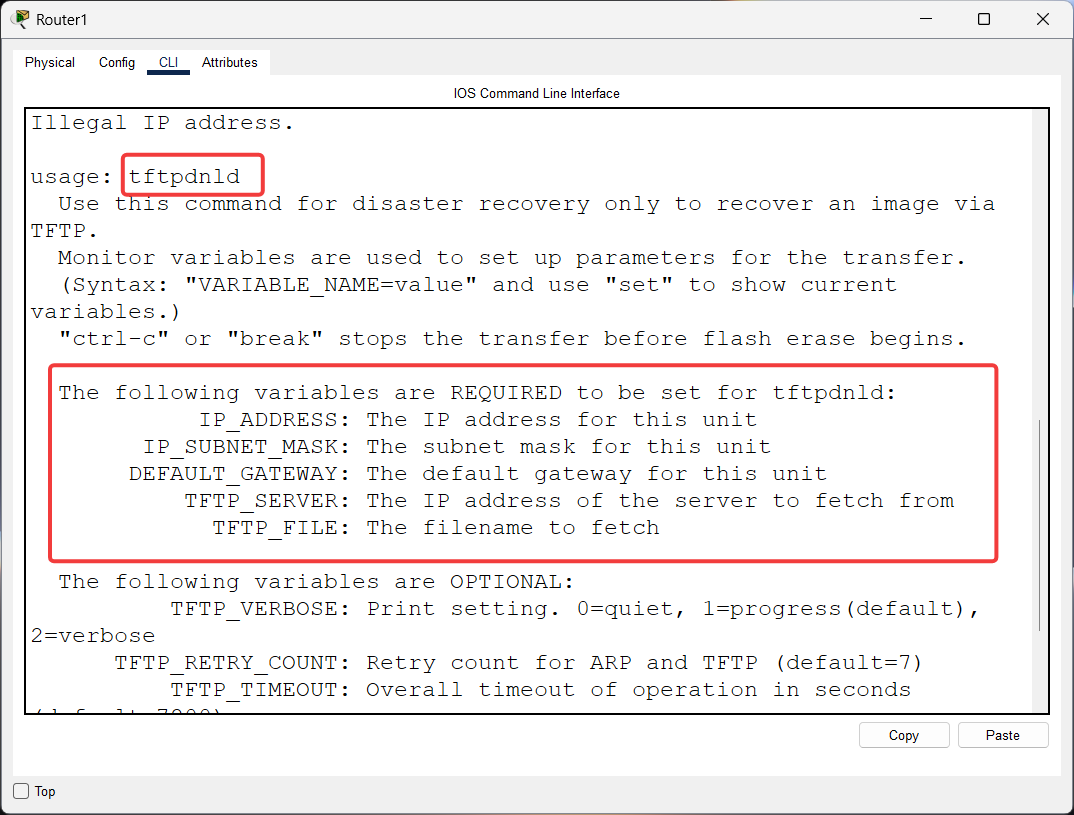 Router1
Physical Config CLI Attributes
IOS Command Line Interface
Illegal IP address.
usage: tftpdnld
Use this command for disaster recovery only to recover an image via
TFTP.
Monitor variables are used to set up parameters for the transfer.
(Syntax: "VARIABLE_NAME=value" and use "set" to show current
variables.)
"ctrl-c" or "break" stops the transfer before flash erase begins.
The following variables are REQUIRED to be set for tftpdnld:
IP_ADDRESS: The IP address for this unit
IP_SUBNET_MASK: The subnet mask for this unit
DEFAULT_GATEWAY: The default gateway for this unit
TFTP_SERVER: The IP address of the server to fetch from
TFTP_FILE: The filename to fetch
The following variables are OPTIONAL:
TFTP_VERBOSE: Print setting. 0=quiet, 1=progress(default),
2=verbose
TFTP_RETRY_COUNT: Retry count for ARP and TFTP (default=7)
TFTP_TIMEOUT: Overall timeout of operation in seconds
Copy Paste
Top